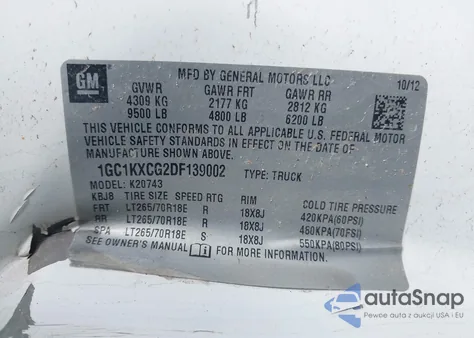 GM
MFD BY GENERAL MOTORS LLC
10/12
GVWR GAWR FRT GAWR RR
4309 KG 2177 KG 2812 KG
9500 LB 4800 LB 6200 LB
THIS VEHICLE CONFORMS TO ALL APPLICABLE U.S. FEDERAL MOTOR
VEHICLE SAFETY STANDARDS IN EFFECT ON THE DATE OF
MANUFACTURE SHOWN ABOVE.
1GC1KXCG2DF139002 TYPE: TRUCK
MODEL: K20743
KBJ8 TIRE SIZE SPEED RTG RIM COLD TIRE PRESSURE
FRT LT265/70R18E R 18X8J 420KPA(60PSI)
RR LT265/70R18E R 18X8J 460KPA(70PSI)
SPA LT265/70R18E S 18X8J 550KPA(80PSI)
SEE OWNER'S MANUAL FOR MORE INFORMATION.
autaSnap
Pewne auta z aukcji USA i EU